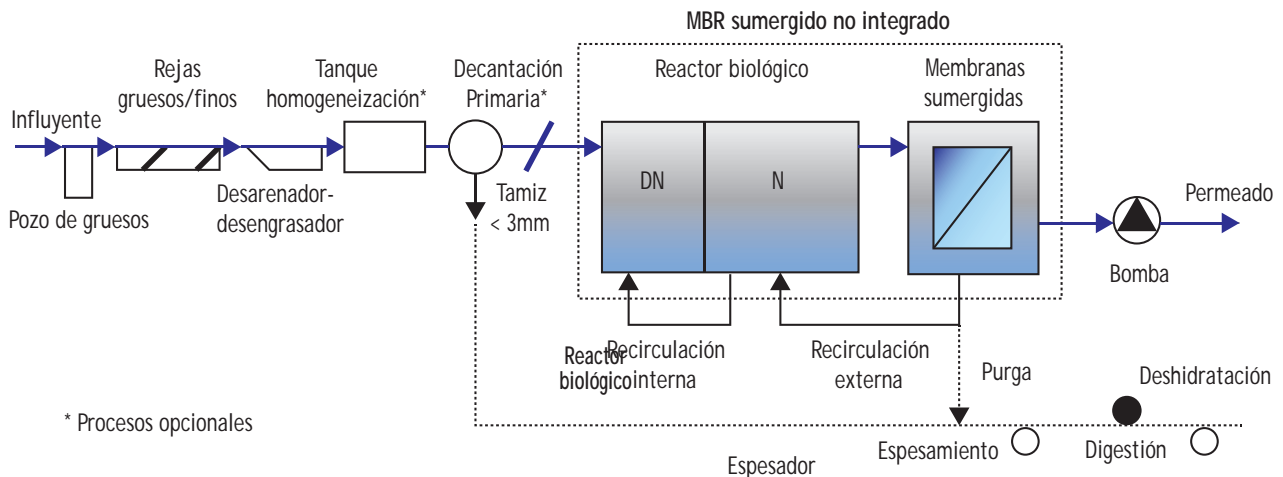 MBR sumergido no integrado
Rejas
gruesos/finos
Tanque
homogeneización*
Decantación
Primaria*
Reactor biológico
Membranas
sumergidas
Influyente
Pozo de gruesos
Desarenador-
desengrasador
Tamiz
< 3mm
DN
N
Permeado
Bomba
Reactor
biológico
Recirculación
interna
Recirculación
externa
Purga
Deshidratación
* Procesos opcionales
Espesamiento
Digestión
Espesador